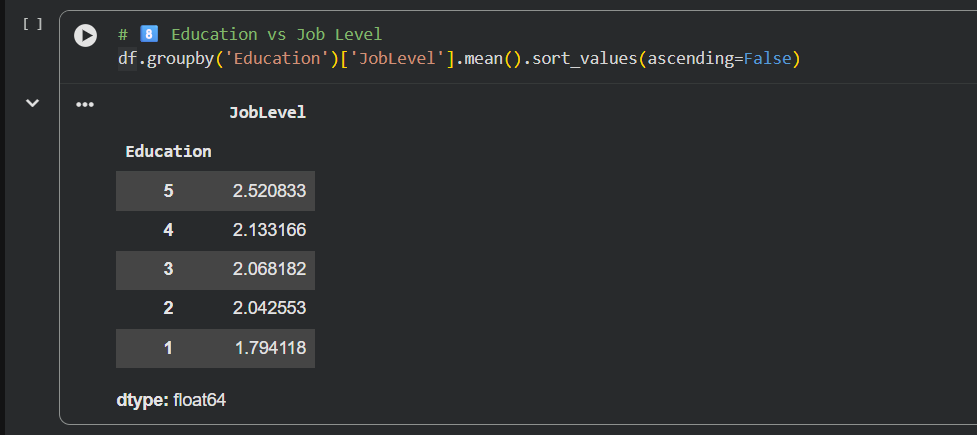 [ ]
# 8️⃣ Education vs Job Level
df.groupby('Education')['JobLevel'].mean().sort_values(ascending=False)
JobLevel
Education
5 2.520833
4 2.133166
3 2.068182
2 2.042553
1 1.794118
dtype: float64